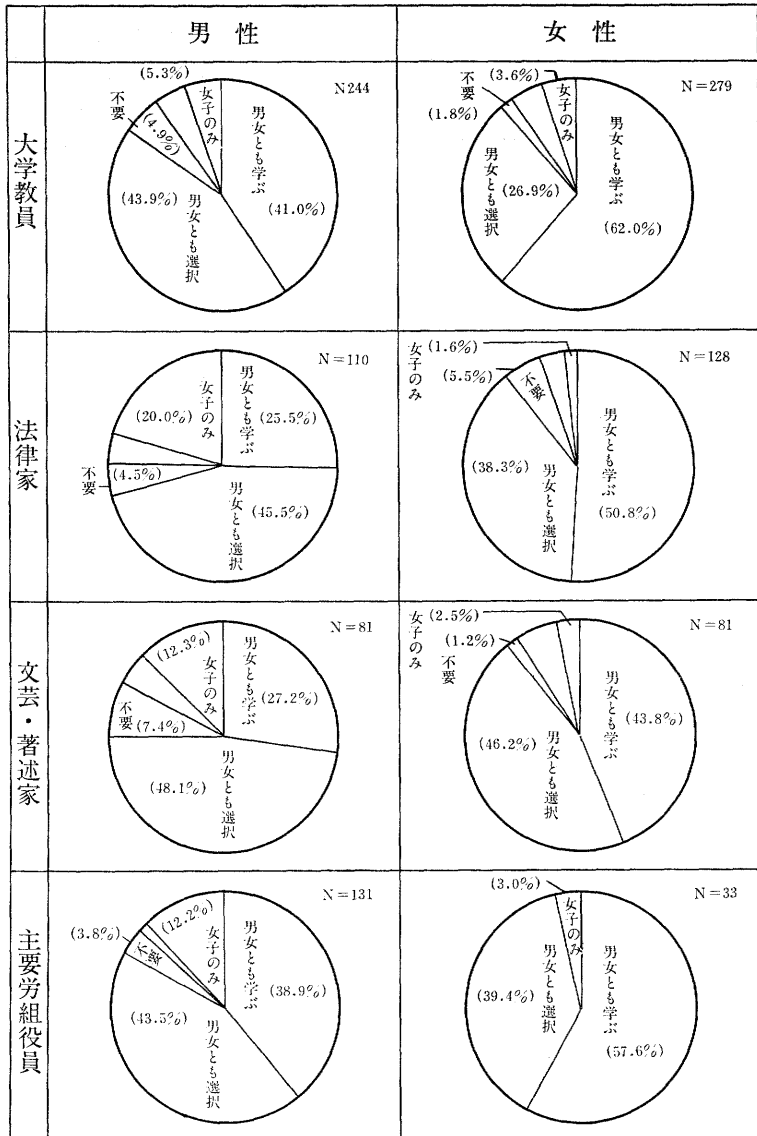 男性
女性
大学教員
N244
(5.3%)
女子のみ
不要
(4.9%)
男女とも学ぶ
(41.0%)
(43.9%)
男女とも選択
N=279
(3.6%)
女子のみ
不要
(1.8%)
男女とも学ぶ
(62.0%)
男女とも選択
(26.9%)
法律家
N=110
(20.0%)
女子のみ
男女とも学ぶ
(25.5%)
不要
(4.5%)
男女とも選択
(45.5%)
N=128
女子のみ
(1.6%)
(5.5%)
不要
男女とも学ぶ
(50.8%)
(38.3%)
男女とも選択
文芸・著述家
N=81
(12.3%)
女子のみ
男女とも学ぶ
(27.2%)
不要
(7.4%)
(48.1%)
男女とも選択
N=81
女子のみ
(2.5%)
(1.2%)
不要
男女とも学ぶ
(43.8%)
(46.2%)
男女とも選択
主要労組役員
N=131
(12.2%)
女子のみ
(3.8%)
不要
男女とも学ぶ
(38.9%)
(43.5%)
男女とも選択
N=33
(3.0%)
女子のみ
男女とも選択
(39.4%)
男女とも学ぶ
(57.6%)